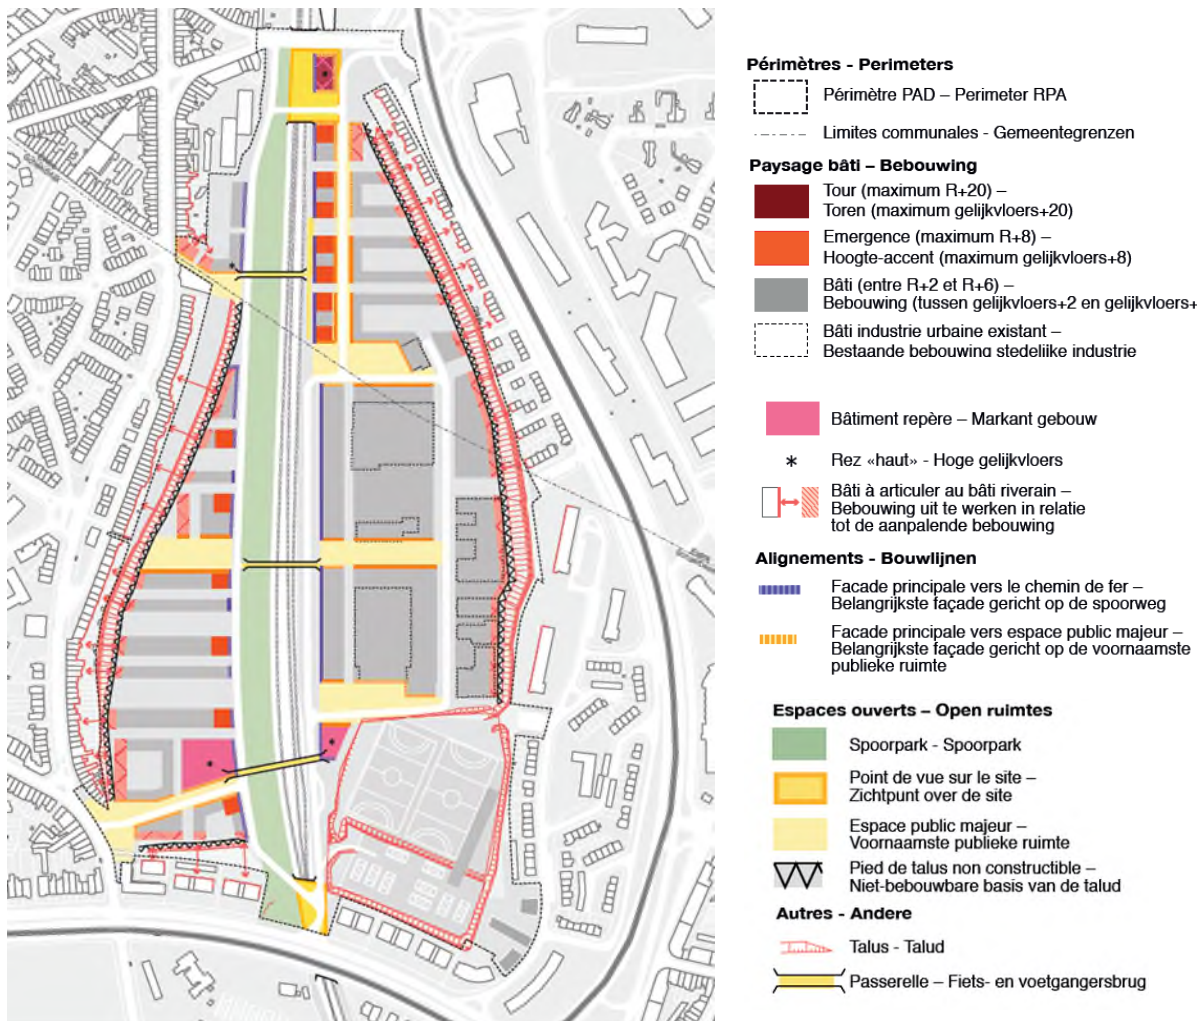 Périmètres - Perimeters
Périmètre PAD – Perimeter RPA
Limites communales - Gemeentegrenzen
Paysage bâti – Bebouwing
Tour (maximum R+20) –
Toren (maximum gelijkvloers+20)
Emergence (maximum R+8) –
Hoogte-accent (maximum gelijkvloers+8)
Bâti (entre R+2 et R+6) –
Bebouwing (tussen gelijkvloers+2 en gelijkvloers+
Bâti industrie urbaine existant –
Bestaande bebouwing stedelijke industrie
Bâtiment repère – Markant gebouw
* Rez «haut» - Hoge gelijkvloers
Bâti à articuler au bâti riverain –
Bebouwing uit te werken in relatie
tot de aanpalende bebouwing
Alignements - Bouwlijnen
Facade principale vers le chemin de fer –
Belangrijkste façade gericht op de spoorweg
Facade principale vers espace public majeur –
Belangrijkste façade gericht op de voornaamste
publieke ruimte
Espaces ouverts – Open ruimtes
Spoorpark - Spoorpark
Point de vue sur le site –
Zichtpunt over de site
Espace public majeur –
Voornaamste publieke ruimte
Pied de talus non constructible –
Niet-bebouwbare basis van de talud
Autres - Andere
Talus - Talud
Passerelle – Fiets- en voetgangersbrug